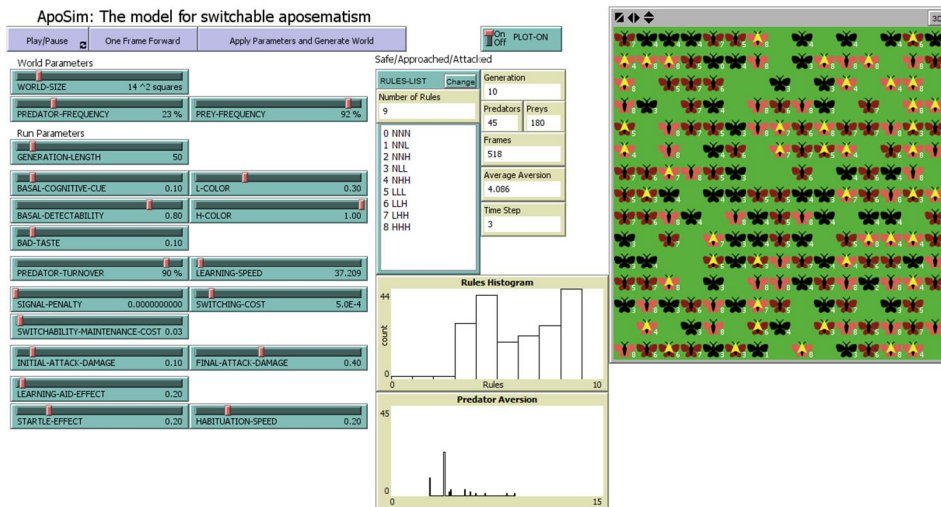 ApoSim: The model for switchable aposematism
Play/Pause
One Frame Forward
Apply Parameters and Generate World
On
Off
PLOT-ON
3D
World Parameters
WORLD-SIZE 14 ^2 squares
PREDATOR-FREQUENCY 23 %
PREY-FREQUENCY 92 %
Run Parameters
GENERATION-LENGTH 50
BASAL-COGNITIVE-CUE 0.10
L-COLOR 0.30
BASAL-DETECTABILITY 0.80
H-COLOR 1.00
BAD-TASTE 0.10
PREDATOR-TURNOVER 90 %
LEARNING-SPEED 37.209
SIGNAL-PENALTY 0.0000000000
SWITCHING-COST 5.0E-4
SWITCHABILITY-MAINTENANCE-COST 0.03
INITIAL-ATTACK-DAMAGE 0.10
FINAL-ATTACK-DAMAGE 0.40
LEARNING-AID-EFFECT 0.20
STARTLE-EFFECT 0.20
HABITUATION-SPEED 0.20
Safe/Approached/Attacked
RULES-LIST
Change
Number of Rules
9
0 NNN
1 NNL
2 NNH
3 NLL
4 NHH
5 LLL
6 LLH
7 LHH
8 HHH
Generation
10
Predators
45
Preys
180
Frames
518
Average Aversion
4.086
Time Step
3
Rules Histogram
44
count
0
0
Rules
10
Predator Aversion
45
0
0
15